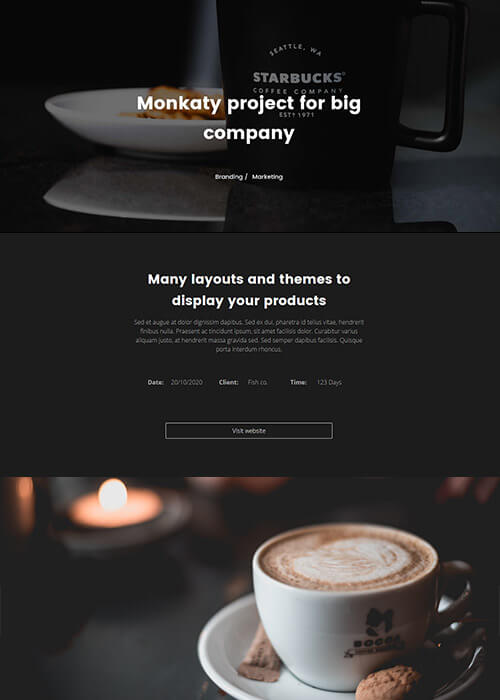 SEATTLE, WA
STARBUCKS®
COFFEE COMPANY
Monkaty project for big
company
ESTD 1971
Branding / Marketing
Many layouts and themes to
display your products
Sed et augue at dolor dignissim dapibus. Sed ex dui, pharetra id tellus vitae, hendrerit
finibus nulla. Praesent ac tincidunt ipsum, sit amet facilisis dolor. Curabitur varius
aliquam justo, at hendrerit massa gravida sed. Sed semper dapibus facilisis. Quisque
porta interdum rhoncus.
Date: 20/10/2020 Client: Fish co. Time: 123 Days
Visit website
BOCCA